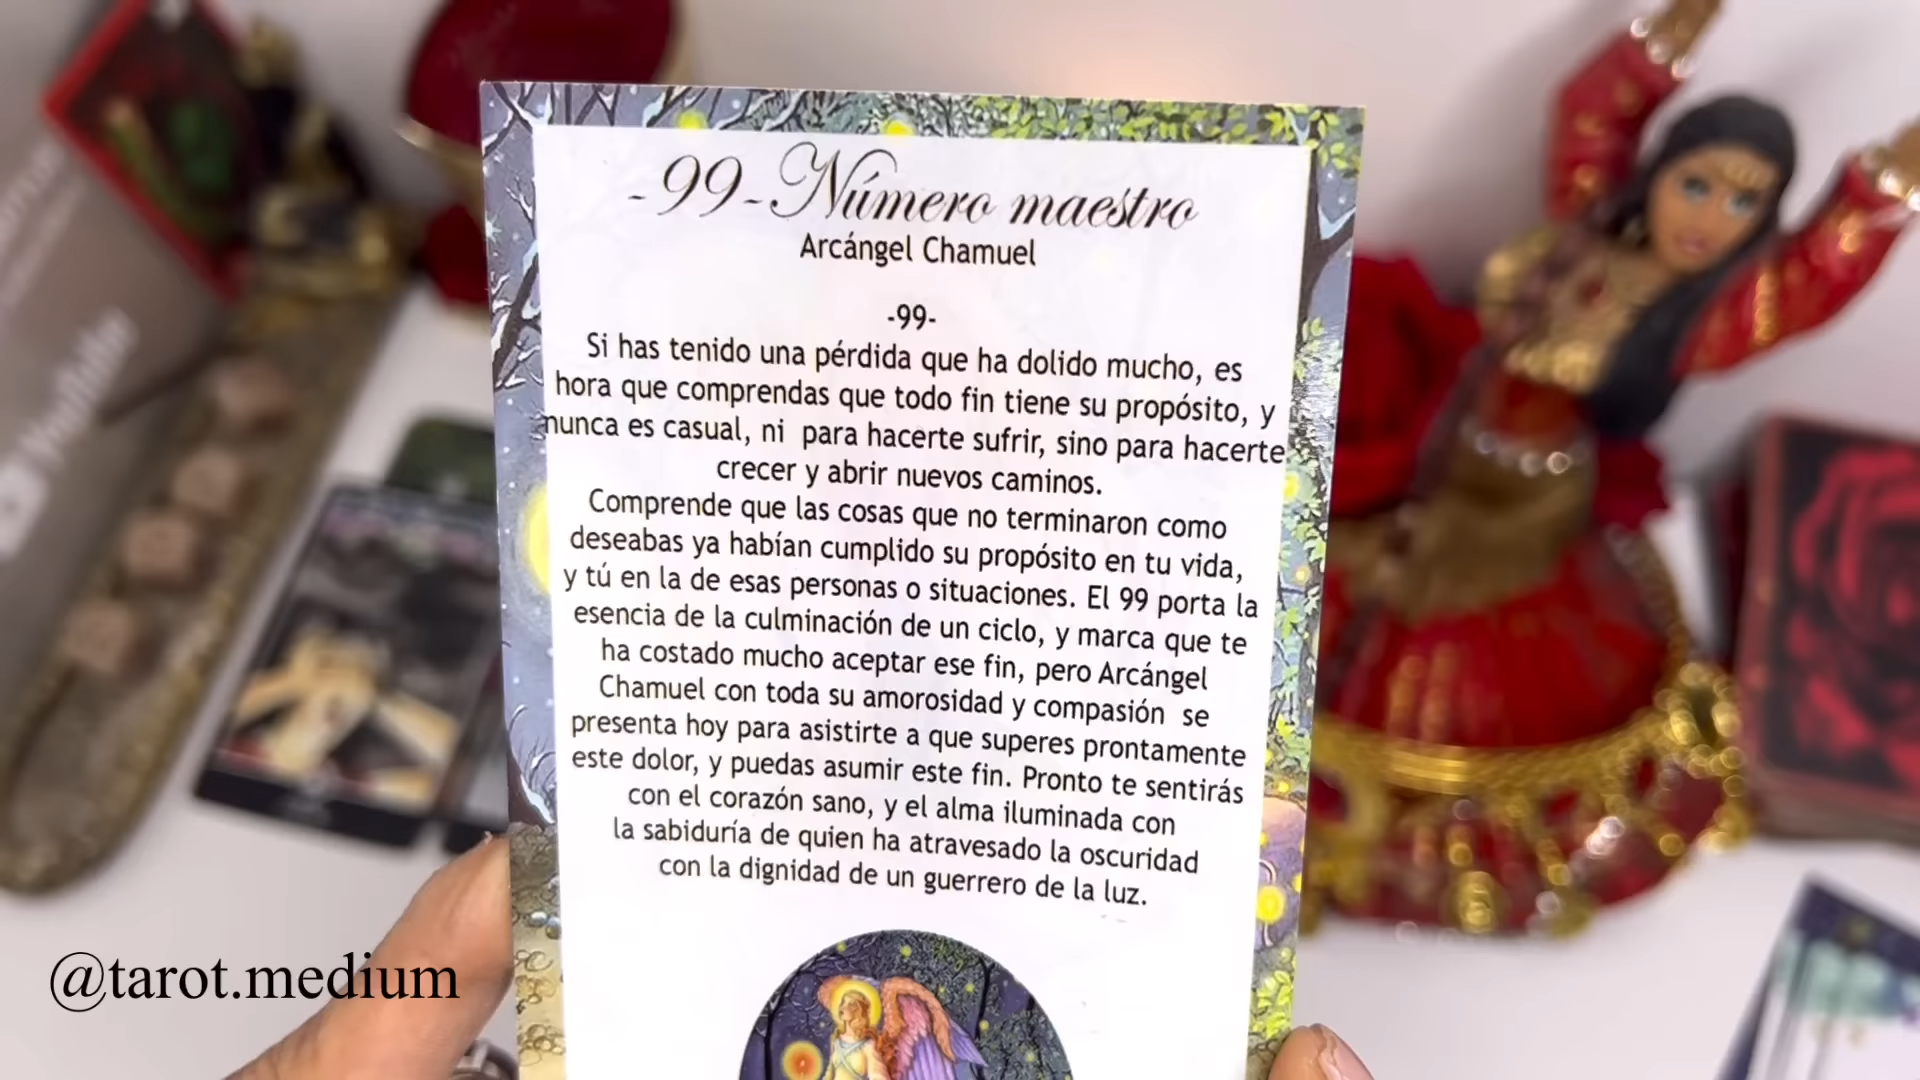 -99-Número maestro
Arcángel Chamuel
-99-
Si has tenido una pérdida que ha dolido mucho, es
hora que comprendas que todo fin tiene su propósito, y
nunca es casual, ni para hacerte sufrir, sino para hacerte
crecer y abrir nuevos caminos.
Comprende que las cosas que no terminaron como
deseabas ya habían cumplido su propósito en tu vida,
y tú en la de esas personas o situaciones. El 99 porta la
esencia de la culminación de un ciclo, y marca que te
ha costado mucho aceptar ese fin, pero Arcángel
Chamuel con toda su amorosidad y compasión se
presenta hoy para asistirte a que superes prontamente
este dolor, y puedas asumir este fin. Pronto te sentirás
con el corazón sano, y el alma iluminada con
la sabiduría de quien ha atravesado la oscuridad
con la dignidad de un guerrero de la luz.
@tarot.medium
YouTube